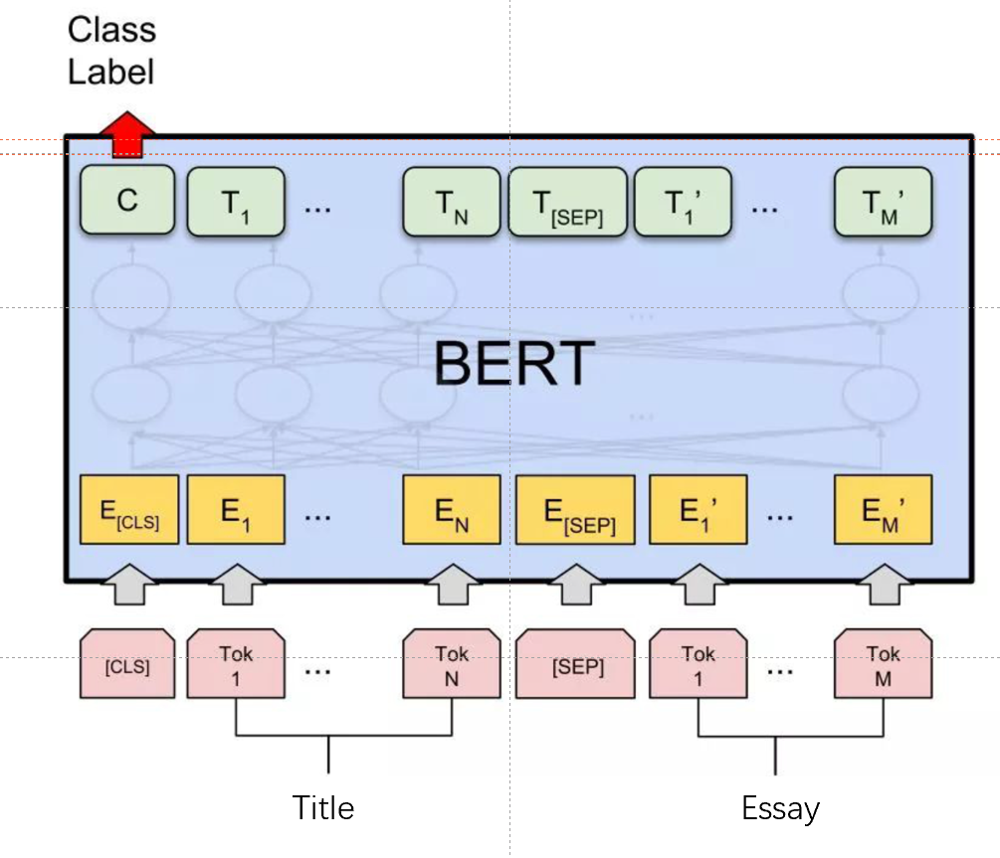 Class
Label
C T1 ... TN T[SEP] T1’ ... TM’
...
BERT
...
E[CLS] E1 ... EN E[SEP] E1’ ... EM’
[CLS] Tok 1 ... Tok N [SEP] Tok 1 ... Tok M
Title Essay